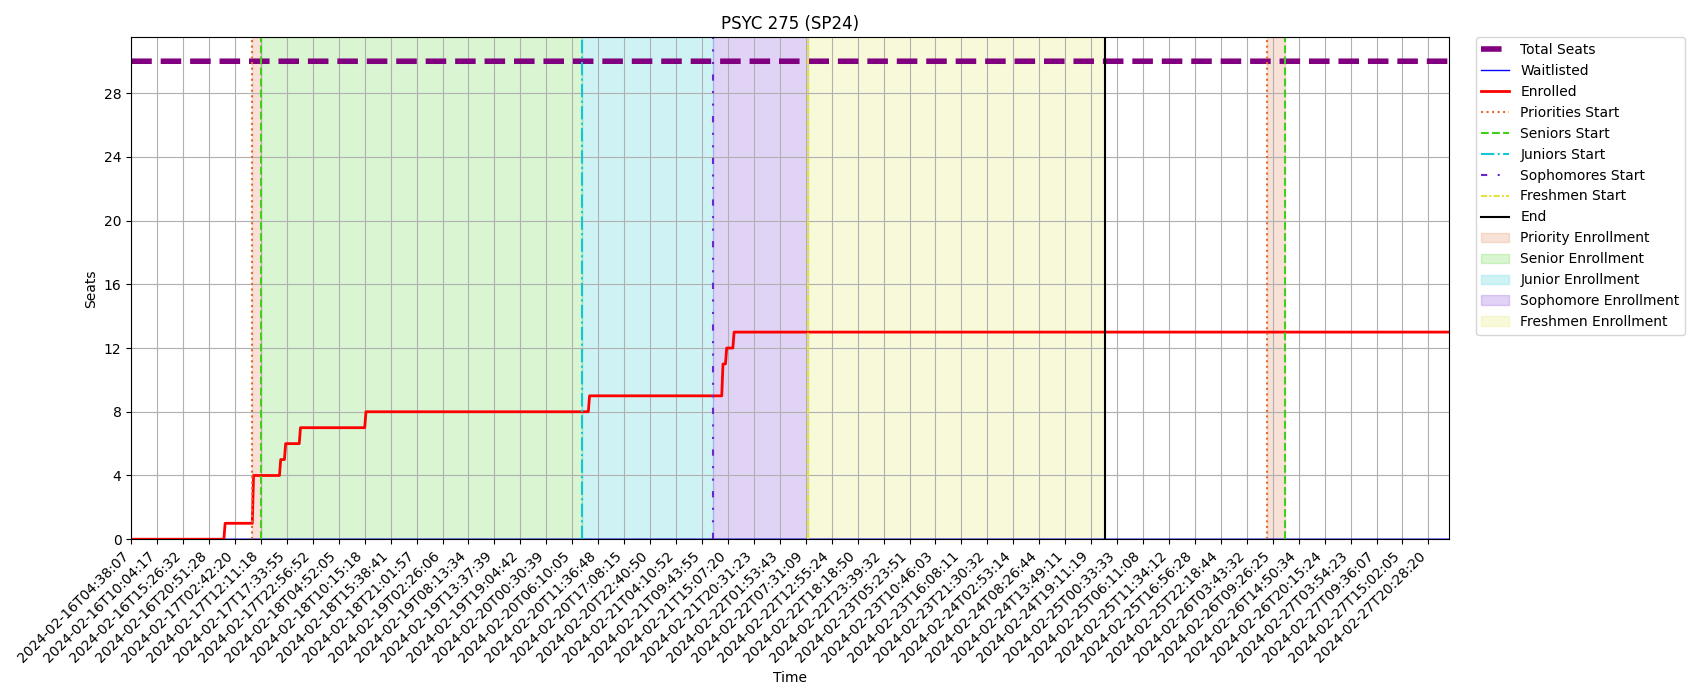 PSYC 275 (SP24)
Seats
28
24
20
16
12
8
4
0
2024-02-16T04:38:07
2024-02-16T10:04:17
2024-02-16T15:26:32
2024-02-16T20:51:28
2024-02-17T02:42:20
2024-02-17T12:11:18
2024-02-17T17:33:55
2024-02-17T22:56:52
2024-02-18T04:52:05
2024-02-18T10:15:18
2024-02-18T15:38:41
2024-02-18T21:01:57
2024-02-19T02:26:06
2024-02-19T08:13:34
2024-02-19T13:37:39
2024-02-19T19:04:42
2024-02-20T00:30:39
2024-02-20T06:10:05
2024-02-20T11:36:48
2024-02-20T17:08:15
2024-02-20T22:40:50
2024-02-21T04:10:52
2024-02-21T09:43:55
2024-02-21T15:07:20
2024-02-21T20:31:23
2024-02-22T01:53:43
2024-02-22T07:31:09
2024-02-22T12:55:24
2024-02-22T18:18:50
2024-02-22T23:39:32
2024-02-23T05:23:51
2024-02-23T10:46:03
2024-02-23T16:08:11
2024-02-23T21:30:32
2024-02-24T02:53:14
2024-02-24T08:26:44
2024-02-24T13:49:11
2024-02-24T19:11:19
2024-02-25T00:33:33
2024-02-25T06:11:08
2024-02-25T11:34:12
2024-02-25T16:56:28
2024-02-25T22:18:44
2024-02-26T03:43:32
2024-02-26T09:26:25
2024-02-26T14:50:34
2024-02-26T20:15:24
2024-02-27T03:54:23
2024-02-27T09:36:07
2024-02-27T15:02:05
2024-02-27T20:28:20
Time
Total Seats
Waitlisted
Enrolled
Priorities Start
Seniors Start
Juniors Start
Sophomores Start
Freshmen Start
End
Priority Enrollment
Senior Enrollment
Junior Enrollment
Sophomore Enrollment
Freshmen Enrollment